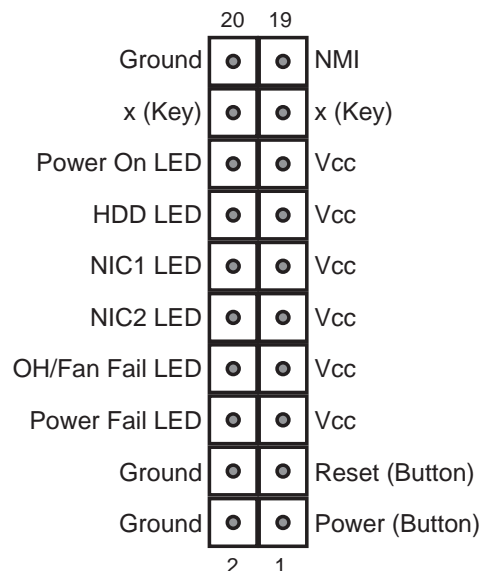 20 19
Ground NMI
x (Key) x (Key)
Power On LED Vcc
HDD LED Vcc
NIC1 LED Vcc
NIC2 LED Vcc
OH/Fan Fail LED Vcc
Power Fail LED Vcc
Ground Reset (Button)
Ground Power (Button)
2 1